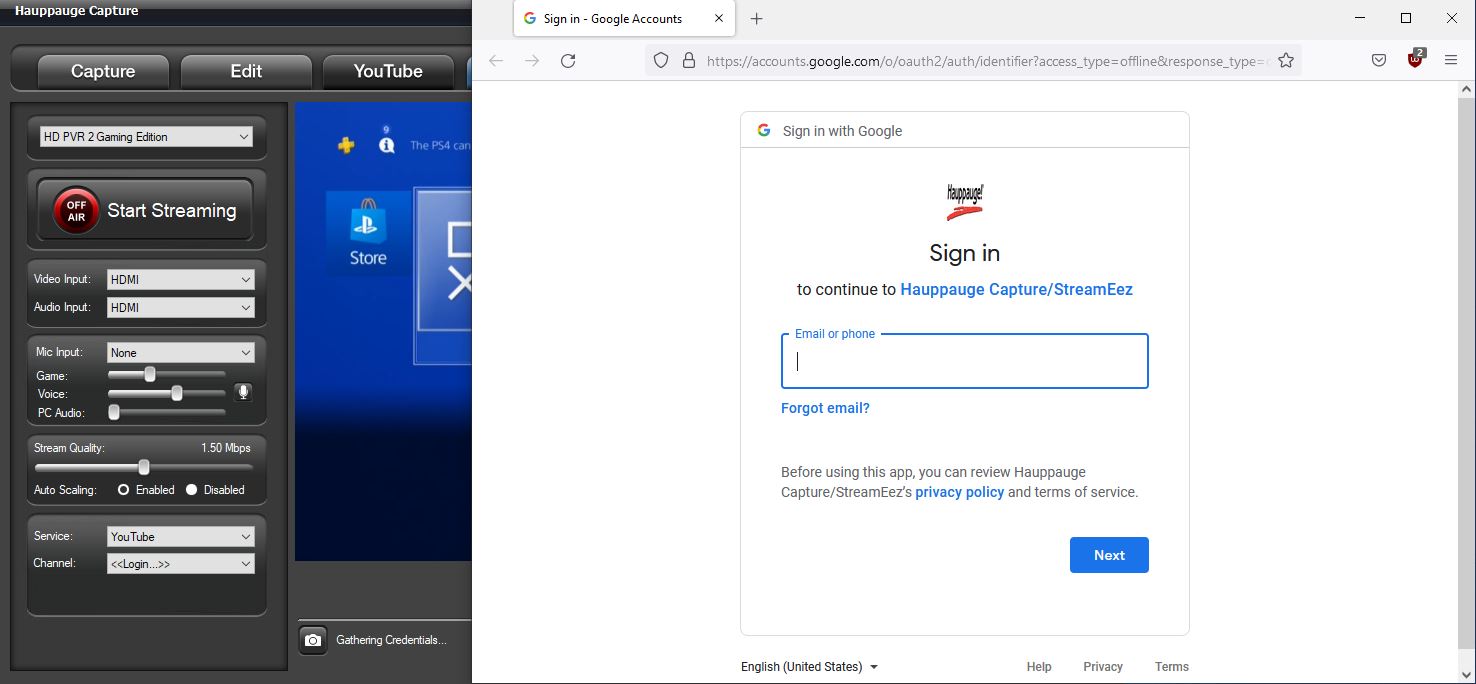 Hauppauge Capture
Capture
Edit
YouTube
HD PVR 2 Gaming Edition
OFF
AIR
Start Streaming
Video Input:
HDMI
Audio Input:
HDMI
Mic Input:
None
Game:
Voice:
PC Audio:
Stream Quality:
1.50 Mbps
Auto Scaling:
Enabled
Disabled
Service:
YouTube
Channel:
<<Login...>>
9
The PS4 can
Store
Gathering Credentials...
Sign in - Google Accounts
https://accounts.google.com/o/oauth2/auth/identifier?access_type=offline&response_type=c
2
Sign in with Google
Hauppauge!
Sign in
to continue to Hauppauge Capture/StreamEez
Email or phone
Forgot email?
Before using this app, you can review Hauppauge
Capture/StreamEez’s privacy policy and terms of service.
Next
English (United States)
Help
Privacy
Terms